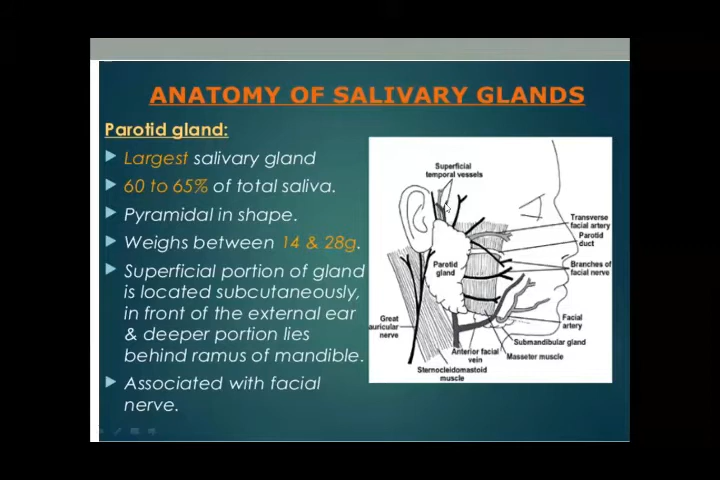 ANATOMY OF SALIVARY GLANDS
Parotid gland:
Largest salivary gland
60 to 65% of total saliva.
Pyramidal in shape.
Weighs between 14 & 28g.
Superficial portion of gland
is located subcutaneously,
in front of the external ear
& deeper portion lies
behind ramus of mandible.
Associated with facial
nerve.
Superficial
temporal vessels
Transverse
facial artery
Parotid
duct
Parotid
gland
Branches of
facial nerve
Great
auricular
nerve
Facial
artery
Submandibular gland
Anterior facial
vein
Masseter muscle
Sternocleidomastoid
muscle